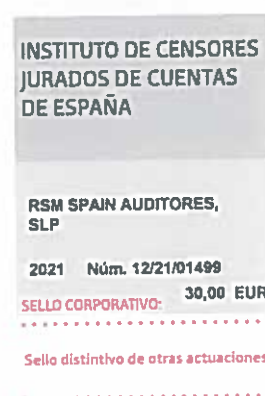 INSTITUTO DE CENSORES
JURADOS DE CUENTAS
DE ESPAÑA
RSM SPAIN AUDITORES,
SLP
2021 Núm. 12/21/01499
SELLO CORPORATIVO: 30,00 EUR
Sello distintivo de otras actuaciones